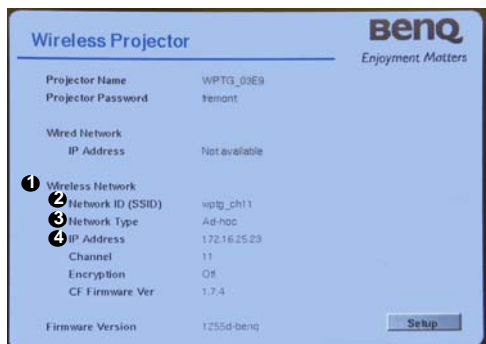 Wireless Projector
BenQ
Enjoyment Matters
Projector Name WPTG_03E9
Projector Password fremont
Wired Network
IP Address Not available
1 Wireless Network
2 Network ID (SSID) wptg_ch11
3 Network Type Ad-hoc
4 IP Address 172.16.25.23
Channel 11
Encryption Off
CF Firmware Ver 1.7.4
Firmware Version 1255d-benq
Setup